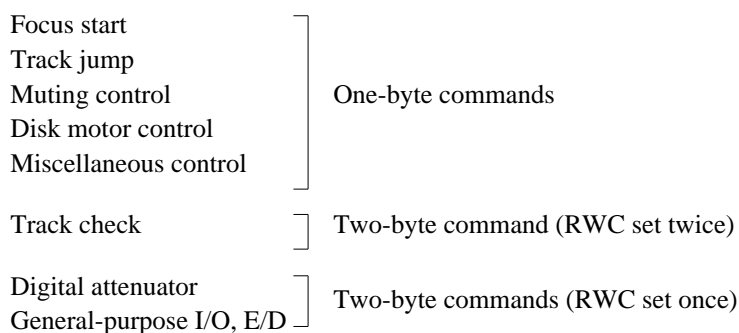 Focus start
Track jump
Muting control
One-byte commands
Disk motor control
Miscellaneous control
Track check
Two-byte command (RWC set twice)
Digital attenuator
Two-byte commands (RWC set once)
General-purpose I/O, E/D